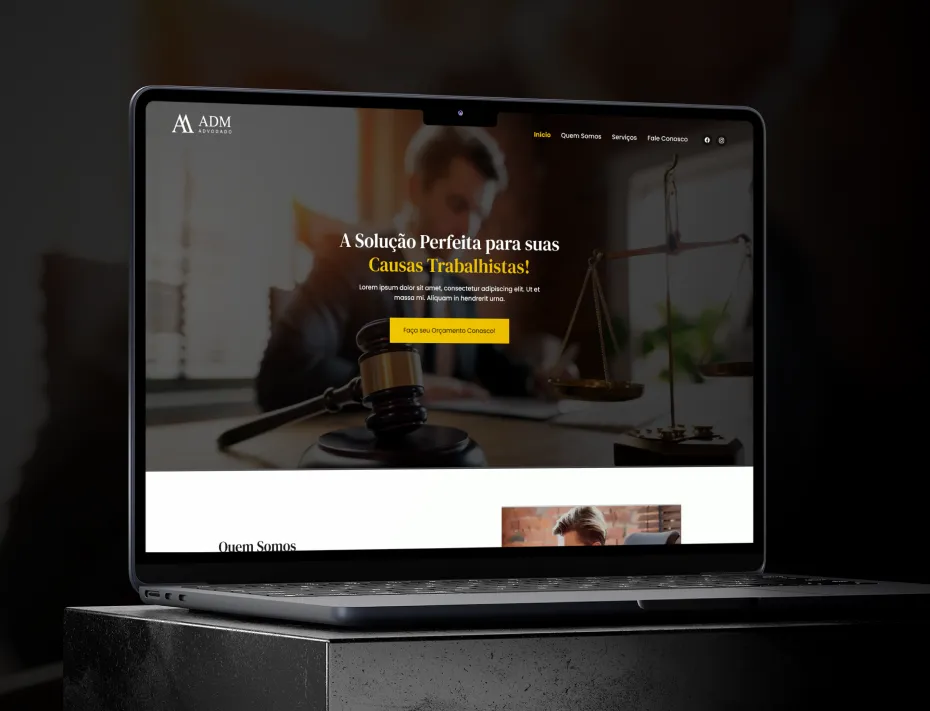 ADM
ADVOGADO
Início
Quem Somos
Serviços
Fale Conosco
A Solução Perfeita para suas
Causas Trabalhistas!
Lorem ipsum dolor sit amet, consectetur adipiscing elit. Ut et
massa mi. Aliquam in hendrerit urna.
Faça seu Orçamento Conosco!
Quem Somos